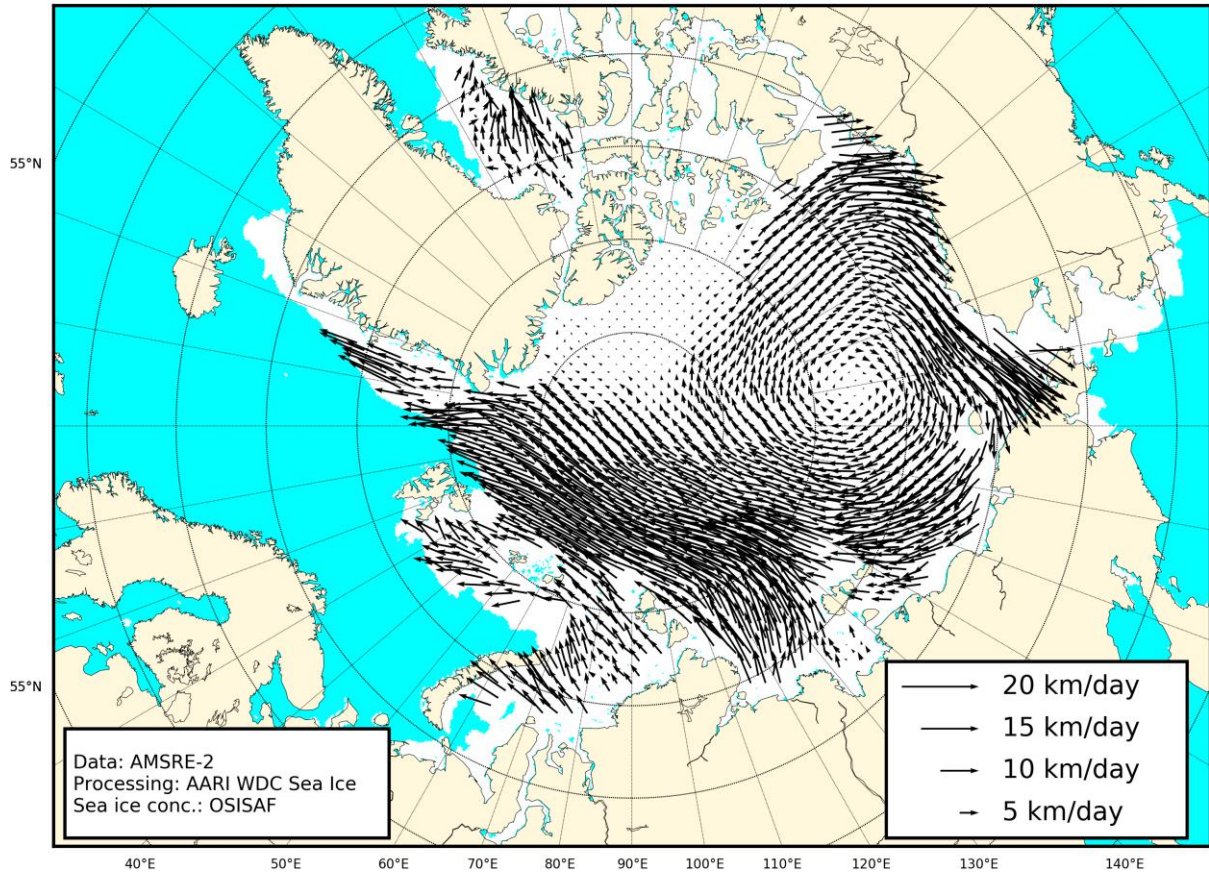 55°N
55°N
20 km/day
15 km/day
10 km/day
5 km/day
Data: AMSRE-2
Processing: AARI WDC Sea Ice
Sea ice conc.: OSISAF
40°E 50°E 60°E 70°E 80°E 90°E 100°E 110°E 120°E 130°E 140°E